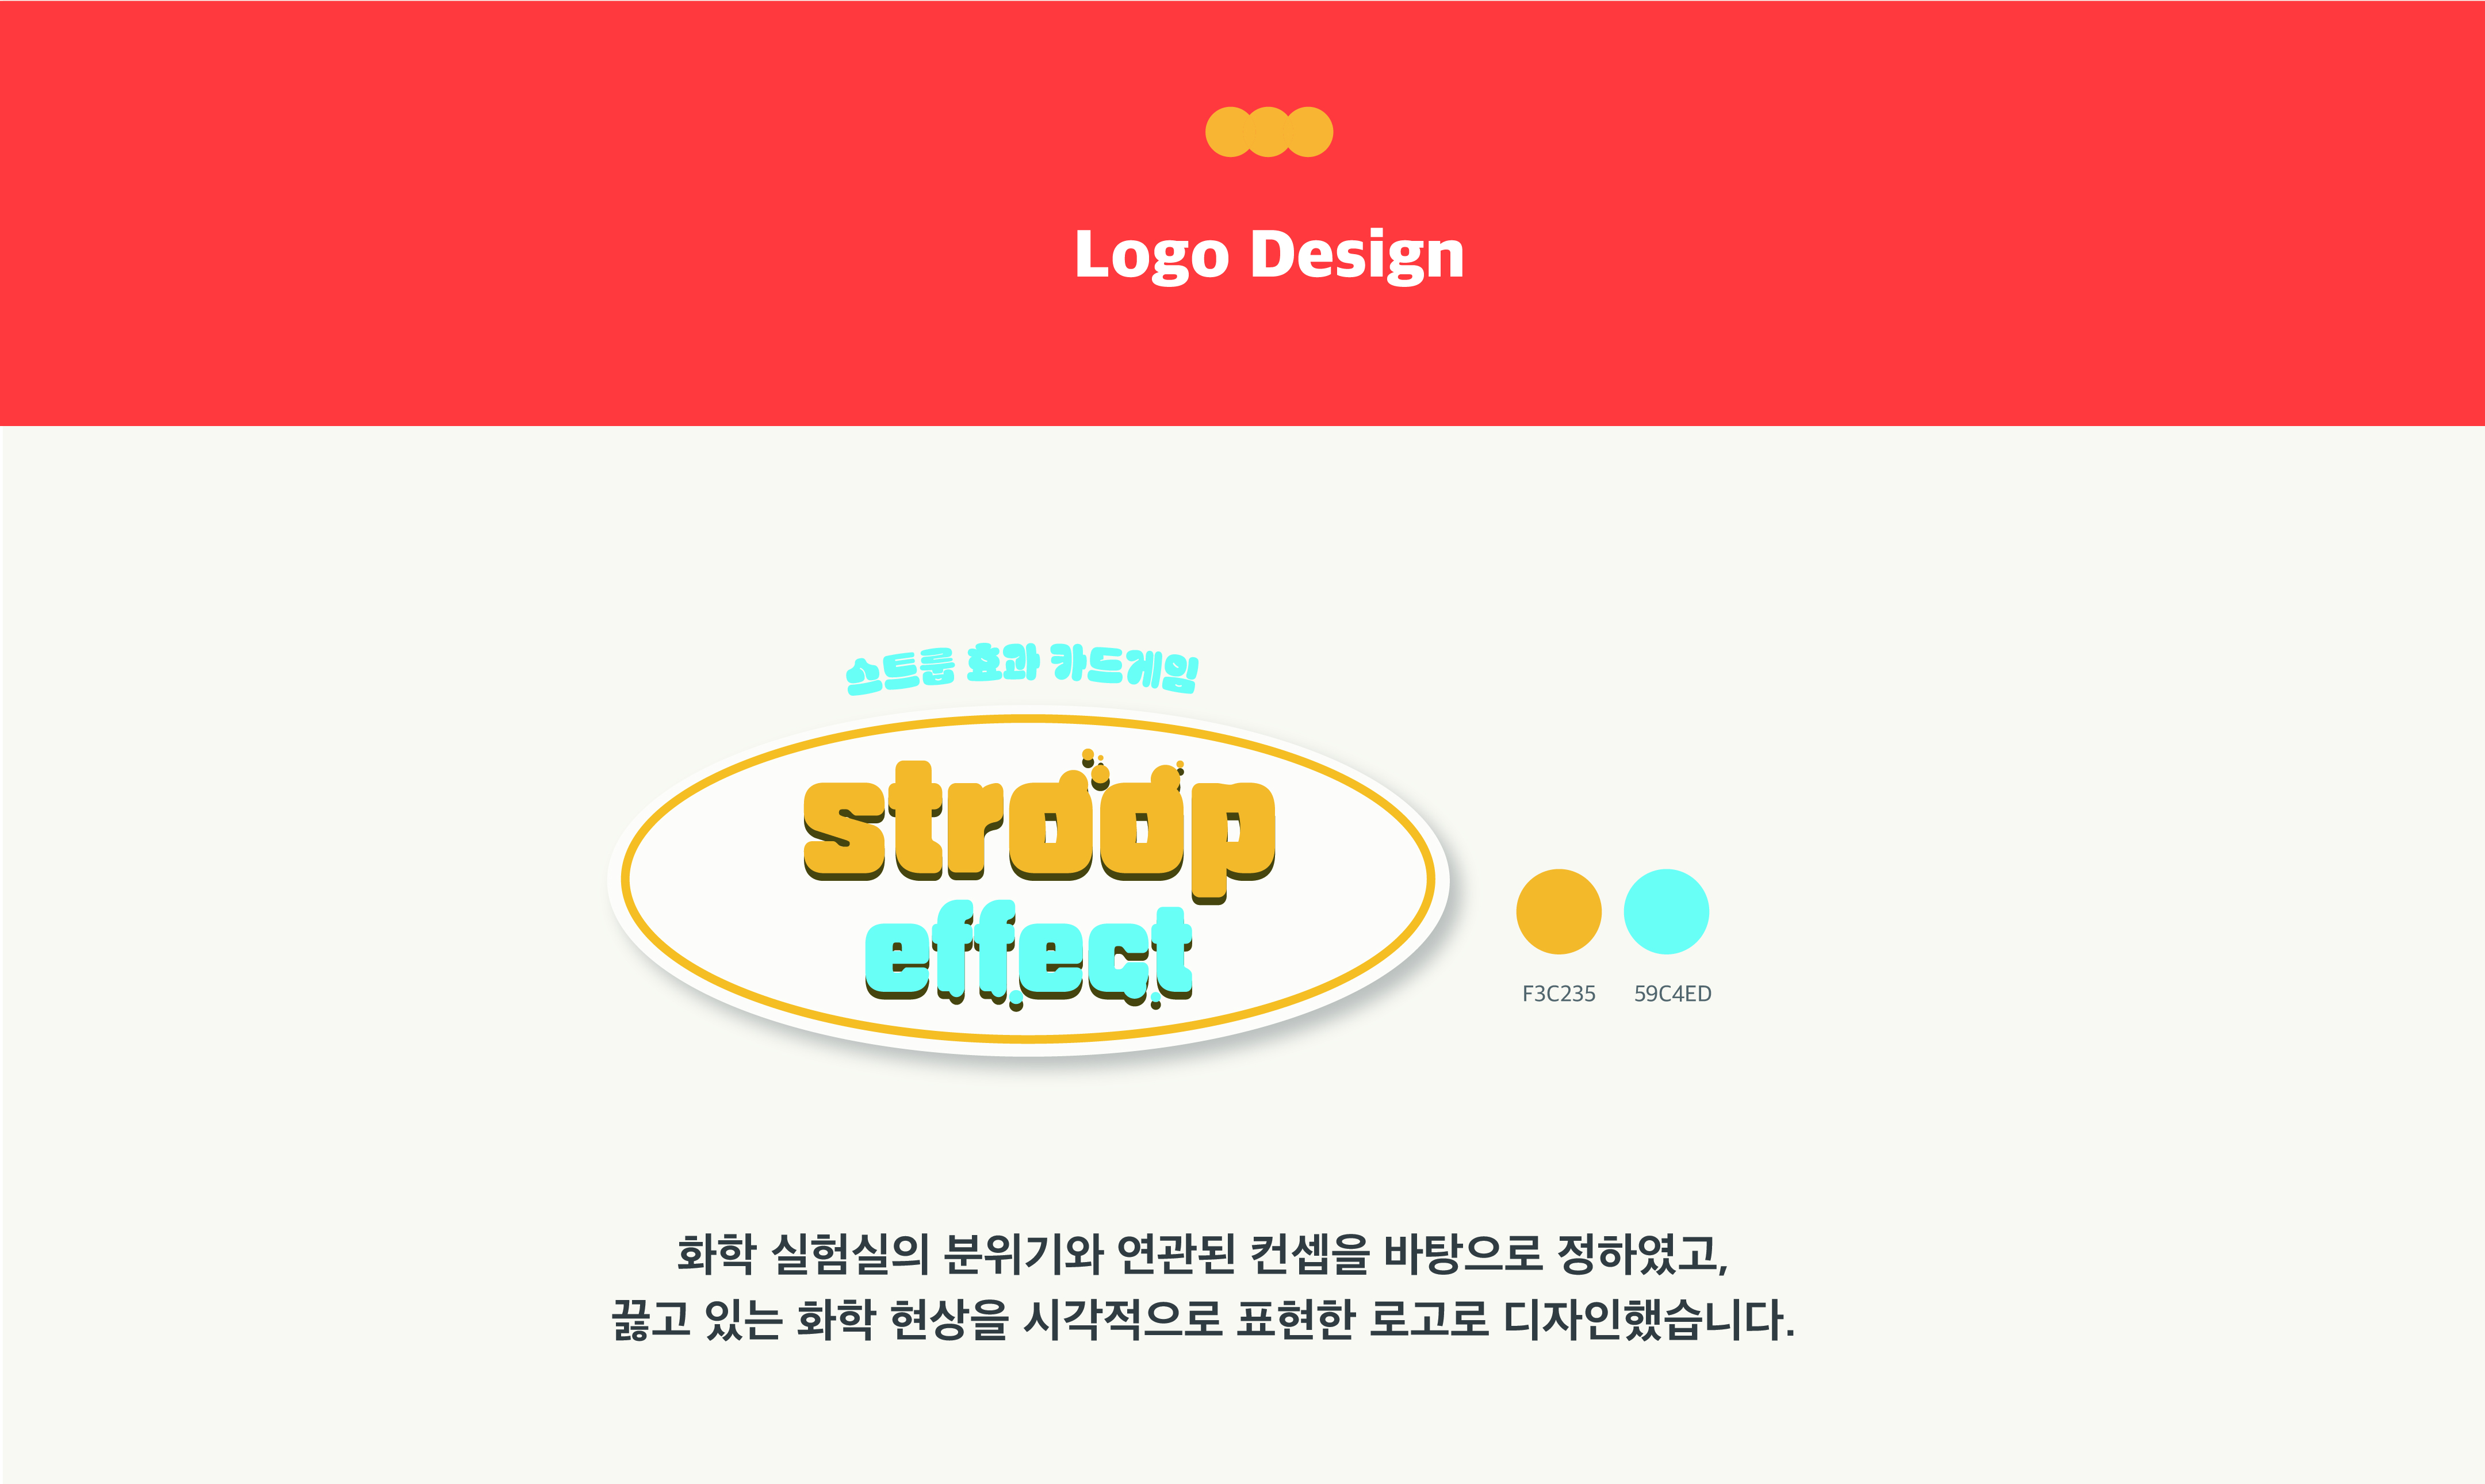 Logo Design
스트룹 효과 카드게임
stroop
effect
F3C235 59C4ED
화학 실험실의 분위기와 연관된 컨셉을 바탕으로 정하였고,
끓고 있는 화학 현상을 시각적으로 표현한 로고로 디자인했습니다.